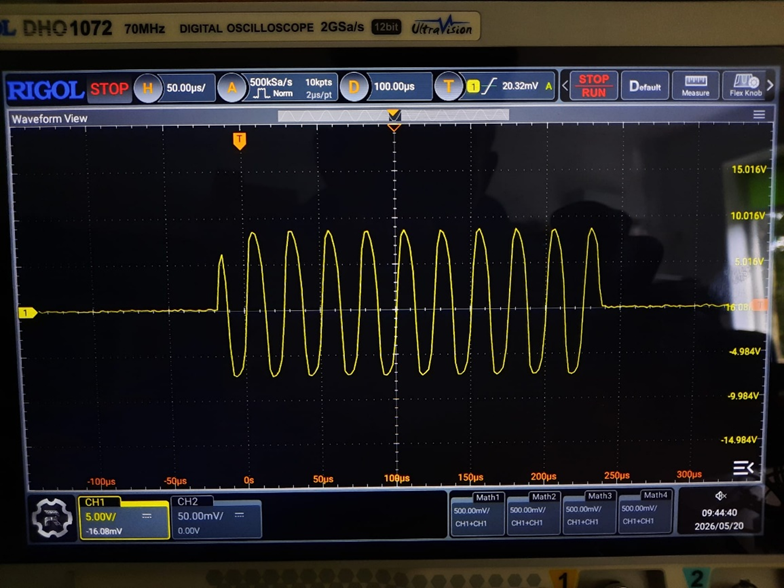 DHO1072 70MHz DIGITAL OSCILLOSCOPE 2GSa/s 12bit UltraVision
RIGOL STOP H 50.00µs/ A 500kSa/s 10kpts Norm 2µs/pt D 100.00µs T 1 20.32mV A STOP RUN Default Measure Flex Knob
Waveform View
T
15.016V
10.016V
5.016V
1
-4.984V
-9.984V
-14.984V
-100µs -50µs 0s 50µs 100µs 150µs 200µs 250µs 300µs
CH1 CH2 Math1 Math2 Math3 Math4
5.00V/ 50.00mV/ 500.00mV/ 500.00mV/ 500.00mV/ 500.00mV/
-16.08mV 0.00V CH1+CH1 CH1+CH1 CH1+CH1 CH1+CH1
09:44:40
2026/05/20
1 2